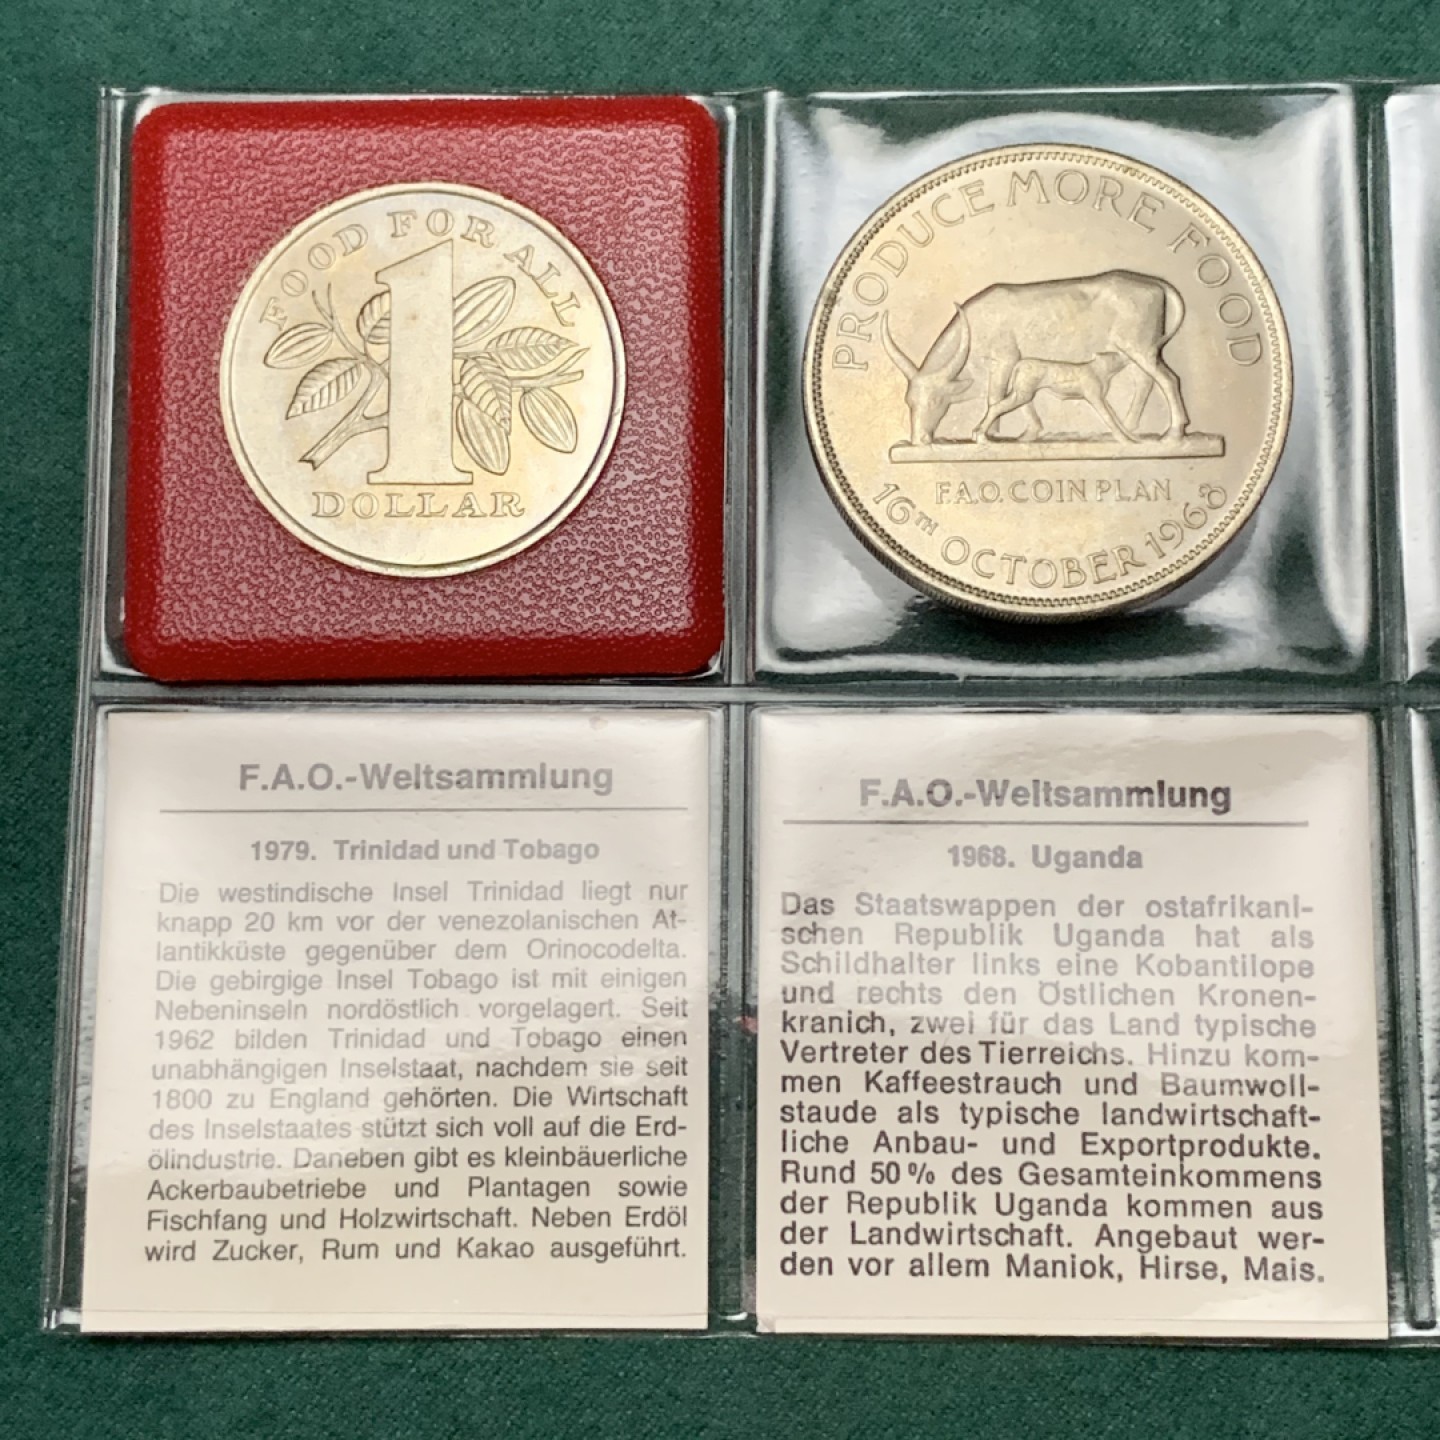 FOOD FOR ALL
1
DOLLAR
PRODUCE MORE FOOD
F.A.O. COIN PLAN
16TH OCTOBER 1968
F.A.O.-Weltsammlung
1979. Trinidad und Tobago
Die westindische Insel Trinidad liegt nur
knapp 20 km vor der venezolanischen At-
lantikküste gegenüber dem Orinocodelta.
Die gebirgige Insel Tobago ist mit einigen
Nebeninseln nordöstlich vorgelagert. Seit
1962 bilden Trinidad und Tobago einen
unabhängigen Inselstaat, nachdem sie seit
1800 zu England gehörten. Die Wirtschaft
des Inselstaates stützt sich voll auf die Erd-
ölindustrie. Daneben gibt es kleinbäuerliche
Ackerbaubetriebe und Plantagen sowie
Fischfang und Holzwirtschaft. Neben Erdöl
wird Zucker, Rum und Kakao ausgeführt.
F.A.O.-Weltsammlung
1968. Uganda
Das Staatswappen der ostafrikani-
schen Republik Uganda hat als
Schildhalter links eine Kobantilope
und rechts den Östlichen Kronen-
kranich, zwei für das Land typische
Vertreter des Tierreichs. Hinzu kom-
men Kaffeestrauch und Baumwoll-
staude als typische landwirtschaft-
liche Anbau- und Exportprodukte.
Rund 50 % des Gesamteinkommens
der Republik Uganda kommen aus
der Landwirtschaft. Angebaut wer-
den vor allem Maniok, Hirse, Mais.